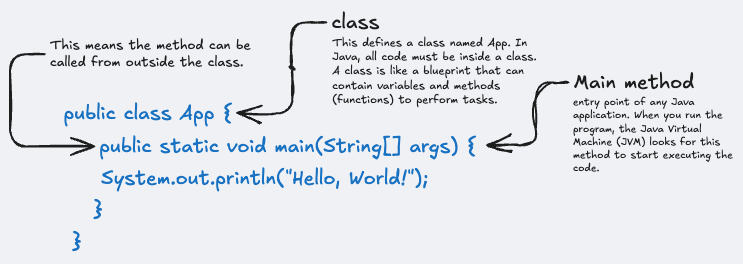 class
This means the method can be
called from outside the class.
This defines a class named App. In
Java, all code must be inside a class.
A class is like a blueprint that can
contain variables and methods
(functions) to perform tasks.
Main method
entry point of any Java
application. When you run the
program, the Java Virtual
Machine (JVM) looks for this
method to start executing the
code.
public class App {
public static void main(String[] args) {
System.out.println("Hello, World!");
}
}